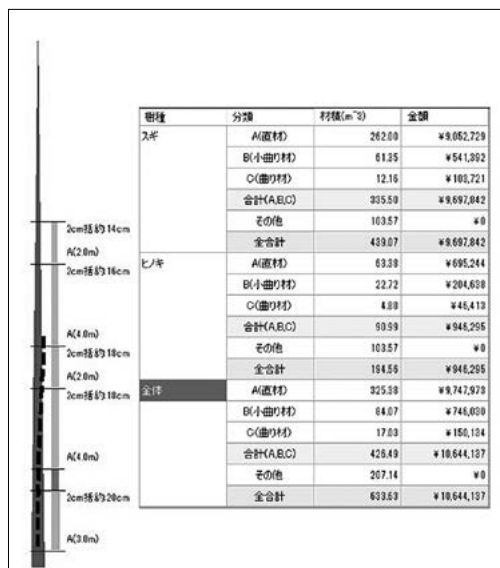 2cm括約14cm
A(2.0m)
2cm括約16cm
A(4.0m)
2cm括約18cm
A(2.0m)
2cm括約18cm
A(4.0m)
2cm括約20cm
A(3.0m)
樹種 分類 材積(m^3) 金額
スギ A(直材) 262.00 ¥9,052,729
B(小曲り材) 61.35 ¥541,392
C(曲り材) 12.16 ¥103,721
合計(A,B,C) 335.50 ¥9,697,842
その他 103.57 ¥0
全合計 439.07 ¥9,697,842
ヒノキ A(直材) 63.38 ¥695,244
B(小曲り材) 22.72 ¥204,638
C(曲り材) 4.88 ¥46,413
合計(A,B,C) 90.99 ¥946,295
その他 103.57 ¥0
全合計 194.56 ¥946,295
全体 A(直材) 325.38 ¥9,747,973
B(小曲り材) 84.07 ¥746,030
C(曲り材) 17.03 ¥150,134
合計(A,B,C) 426.49 ¥10,644,137
その他 207.14 ¥0
全合計 633.63 ¥10,644,137